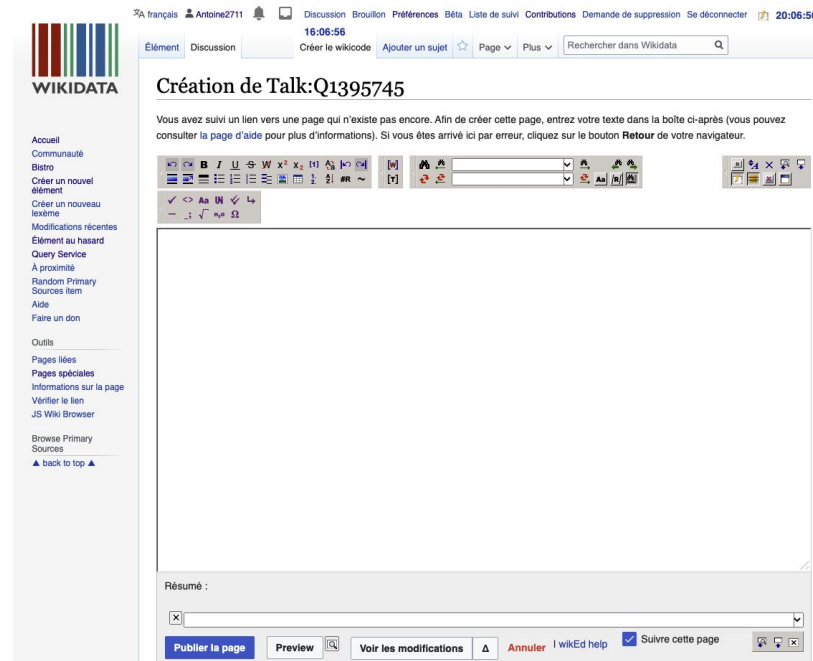 français Antoine2711 Discussion Brouillon Préférences Bêta Liste de suivi Contributions Demande de suppression Se déconnecter 20:06:56
16:06:56
Élément Discussion Créer le wikicode Ajouter un sujet Page Plus Rechercher dans Wikidata
WIKIDATA
Création de Talk:Q1395745
Vous avez suivi un lien vers une page qui n'existe pas encore. Afin de créer cette page, entrez votre texte dans la boîte ci-après (vous pouvez
consulter la page d'aide pour plus d'informations). Si vous êtes arrivé ici par erreur, cliquez sur le bouton Retour de votre navigateur.
Accueil
Communauté
Bistro
Créer un nouvel
élément
Créer un nouveau
lexème
Modifications récentes
Élément au hasard
Query Service
À proximité
Random Primary
Sources item
Aide
Faire un don
Outils
Pages liées
Pages spéciales
Informations sur la page
Vérifier le lien
JS Wiki Browser
Browse Primary
Sources
▲ back to top ▲
B I U S W x² x₂ [1] [W]
#R ~ [T] Aa |R|
<> Aa
– √ Ω
Résumé :
Publier la page Preview Voir les modifications Δ Annuler I wikEd help Suivre cette page